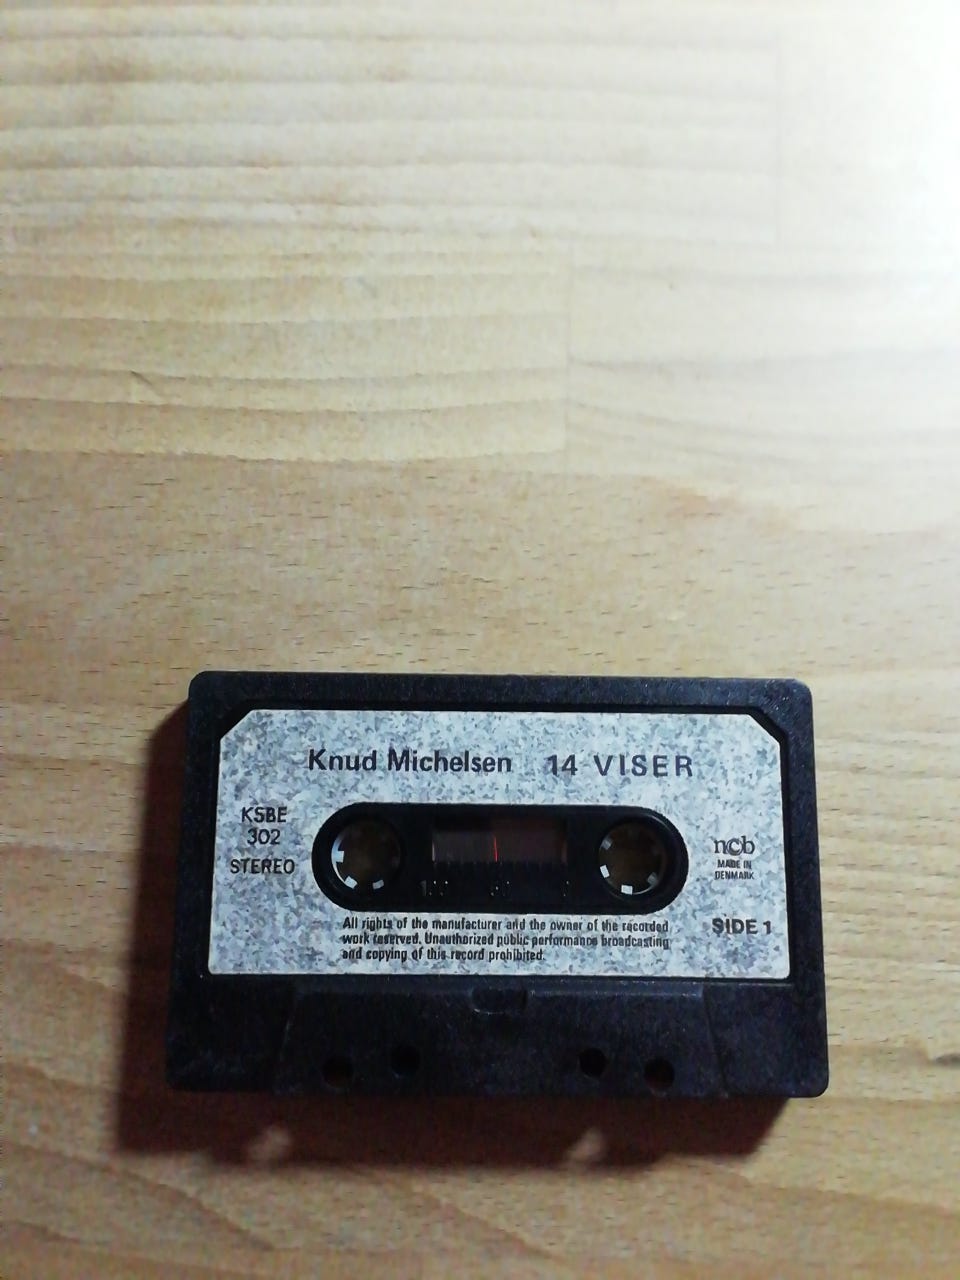 Knud Michelsen 14 VISER
KSBE
302
STEREO
ncb
MADE IN
DENMARK
SIDE 1
All rights of the manufacturer and the owner of the recorded
work reserved. Unauthorized public performance broadcasting
and copying of this record prohibited.